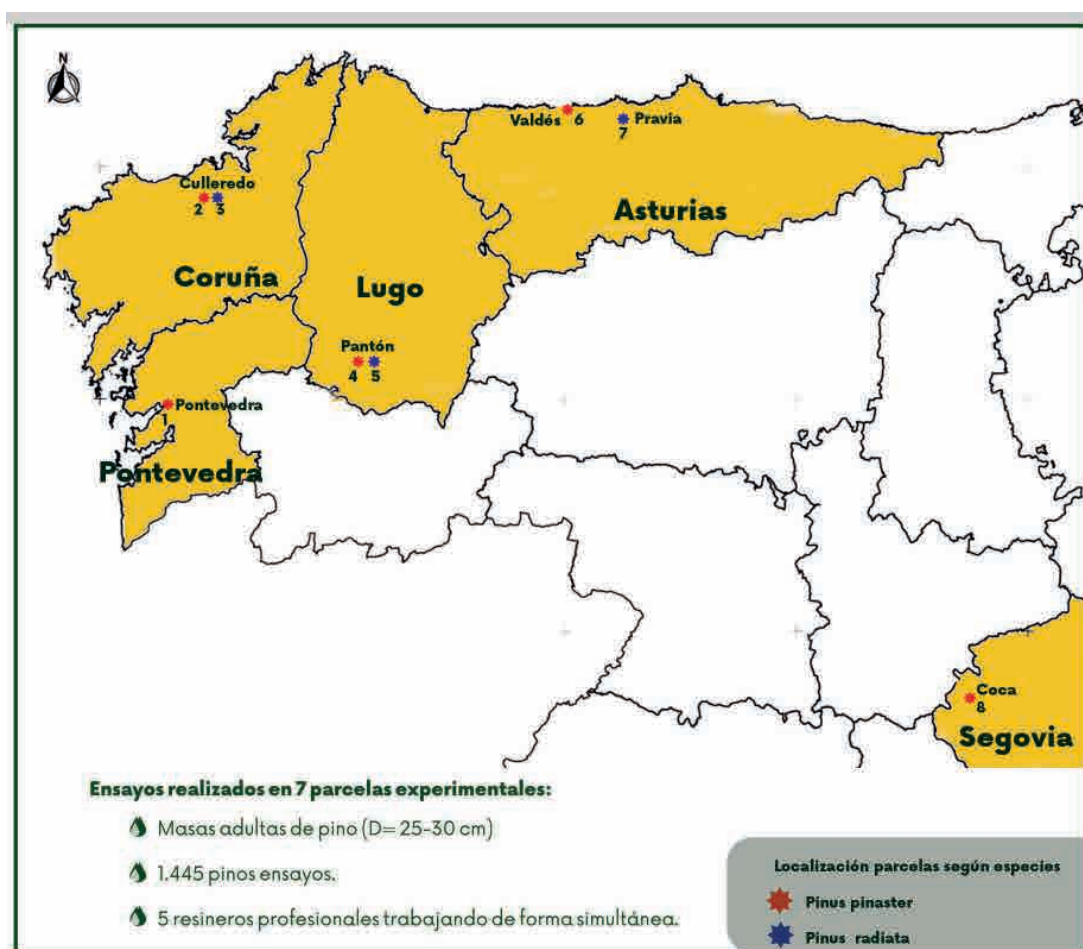 N
Valdés 6
7 Pravia
Culleredo
2 3
Asturias
Coruña
Lugo
Pantón
4 5
Pontevedra
1
Pontevedra
Coca
8
Segovia
Ensayos realizados en 7 parcelas experimentales:
Masas adultas de pino (D= 25-30 cm)
1.445 pinos ensayos.
5 resineros profesionales trabajando de forma simultánea.
Localización parcelas según especies
Pinus pinaster
Pinus radiata